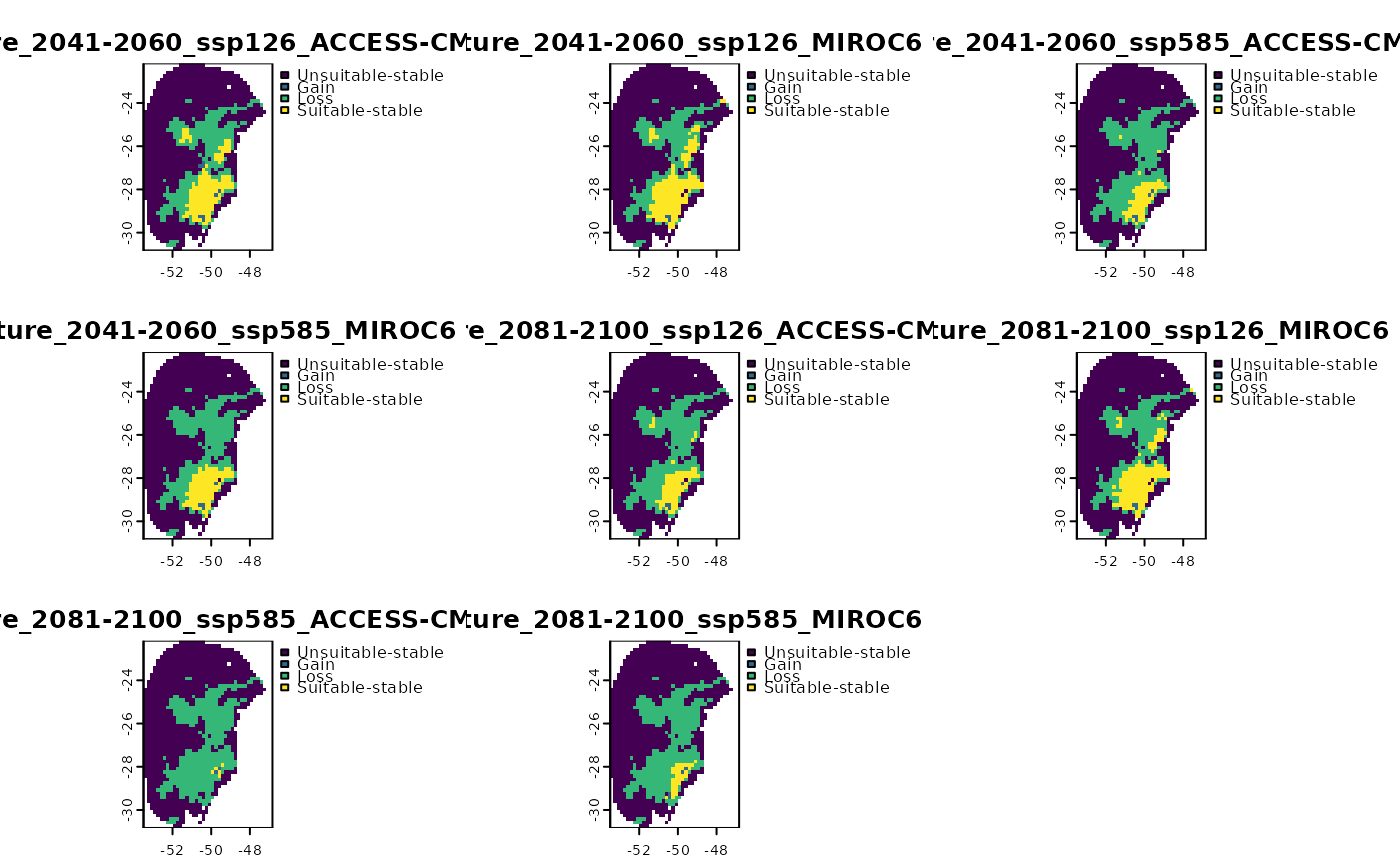 re_2041-2060_ssp126_ACCESS-CM
ture_2041-2060_ssp126_MIROC6
re_2041-2060_ssp585_ACCESS-CM
Unsuitable-stable
Gain
Loss
Suitable-stable
-24
-26
-28
-30
-52 -50 -48
Unsuitable-stable
Gain
Loss
Suitable-stable
-24
-26
-28
-30
-52 -50 -48
Unsuitable-stable
Gain
Loss
Suitable-stable
-24
-26
-28
-30
-52 -50 -48
ture_2041-2060_ssp585_MIROC6
re_2081-2100_ssp126_ACCESS-CM
ture_2081-2100_ssp126_MIROC6
Unsuitable-stable
Gain
Loss
Suitable-stable
-24
-26
-28
-30
-52 -50 -48
Unsuitable-stable
Gain
Loss
Suitable-stable
-24
-26
-28
-30
-52 -50 -48
Unsuitable-stable
Gain
Loss
Suitable-stable
-24
-26
-28
-30
-52 -50 -48
re_2081-2100_ssp585_ACCESS-CM
ture_2081-2100_ssp585_MIROC6
Unsuitable-stable
Gain
Loss
Suitable-stable
-24
-26
-28
-30
-52 -50 -48
Unsuitable-stable
Gain
Loss
Suitable-stable
-24
-26
-28
-30
-52 -50 -48